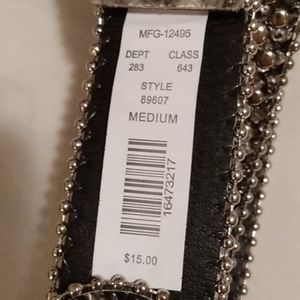 MFG-12495
DEPT CLASS
283 643
STYLE
89607
MEDIUM
16473217
$15.00